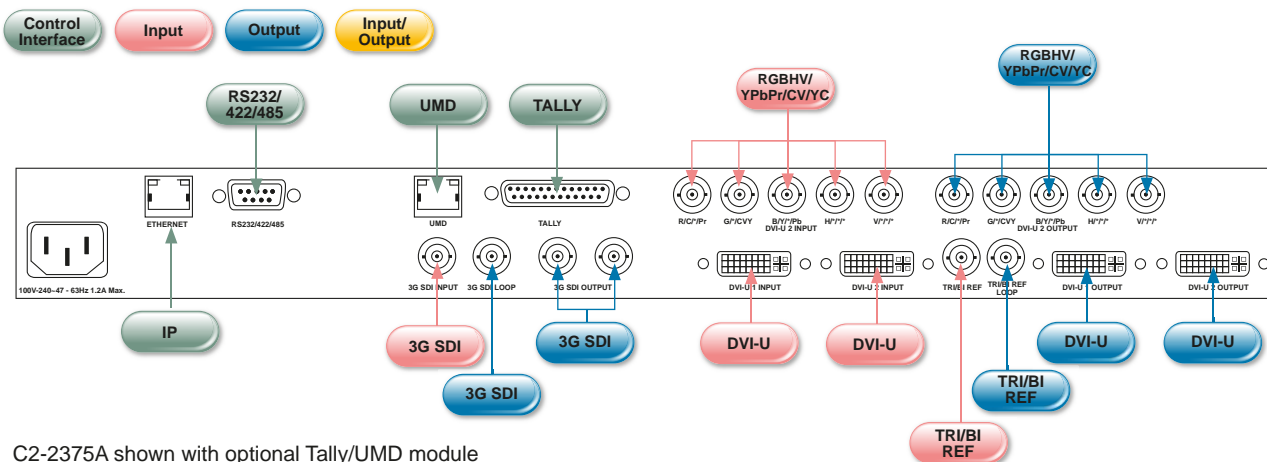 Control
Interface
Input
Output
Input/
Output
RS232/
422/485
UMD
TALLY
RGBHV/
YPbPr/CV/YC
RGBHV/
YPbPr/CV/YC
ETHERNET
RS232/422/485
UMD
TALLY
R/C/*/Pr
G/*/CVY
B/Y/*/Pb
H/*/*/*
V/*/*/*
DVI-U 2 INPUT
R/C/*/Pr
G/*/CVY
B/Y/*/Pb
H/*/*/*
V/*/*/*
DVI-U 2 OUTPUT
100V-240~47 - 63Hz 1.2A Max.
3G SDI INPUT
3G SDI LOOP
3G SDI OUTPUT
DVI-U 1 INPUT
DVI-U 2 INPUT
TRI/BI REF
TRI/BI REF
LOOP
DVI-U 1 OUTPUT
DVI-U 2 OUTPUT
IP
3G SDI
3G SDI
3G SDI
DVI-U
DVI-U
DVI-U
DVI-U
TRI/BI
REF
TRI/BI
REF
C2-2375A shown with optional Tally/UMD module